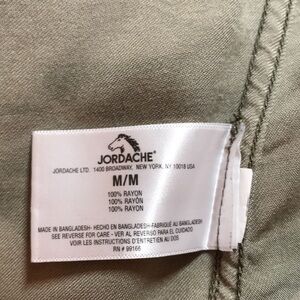 JORDACHE®
JORDACHE LTD. 1400 BROADWAY, NEW YORK, NY 10018 USA
M/M
100% RAYON
100% RAYON
100% RAYON
MADE IN BANGLADESH- HECHO EN BANGLADESH-FABRIQUÉ AU BANGLADESH
SEE REVERSE FOR CARE - VER AL REVERSO PARA EL CUIDADO
VOIR LES INSTRUCTIONS D'ENTRETIEN AU DOS
RN # 99166